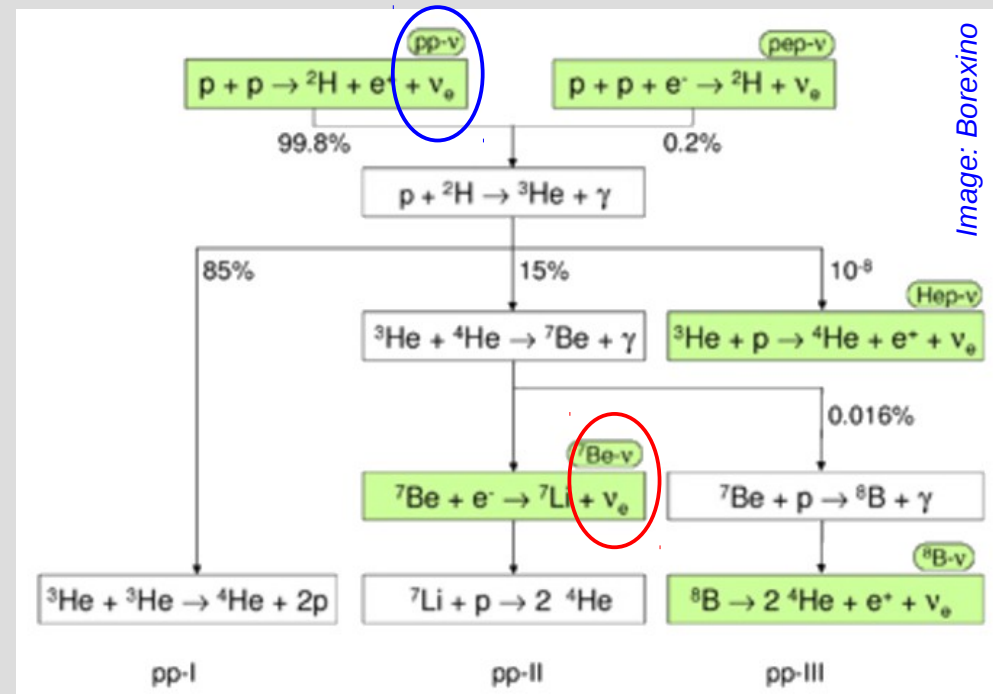 pp-ν
pep-ν
p + p → ²H + e⁺ + νₑ
p + p + e⁻ → ²H + νₑ
99.8%
0.2%
p + ²H → ³He + γ
85%
15%
10⁻⁸
Hep-ν
³He + ⁴He → ⁷Be + γ
³He + p → ⁴He + e⁺ + νₑ
0.016%
⁷Be-ν
⁷Be + e⁻ → ⁷Li + νₑ
⁷Be + p → ⁸B + γ
⁸B-ν
³He + ³He → ⁴He + 2p
⁷Li + p → 2 ⁴He
⁸B → 2 ⁴He + e⁺ + νₑ
pp-I
pp-II
pp-III
Image: Borexino